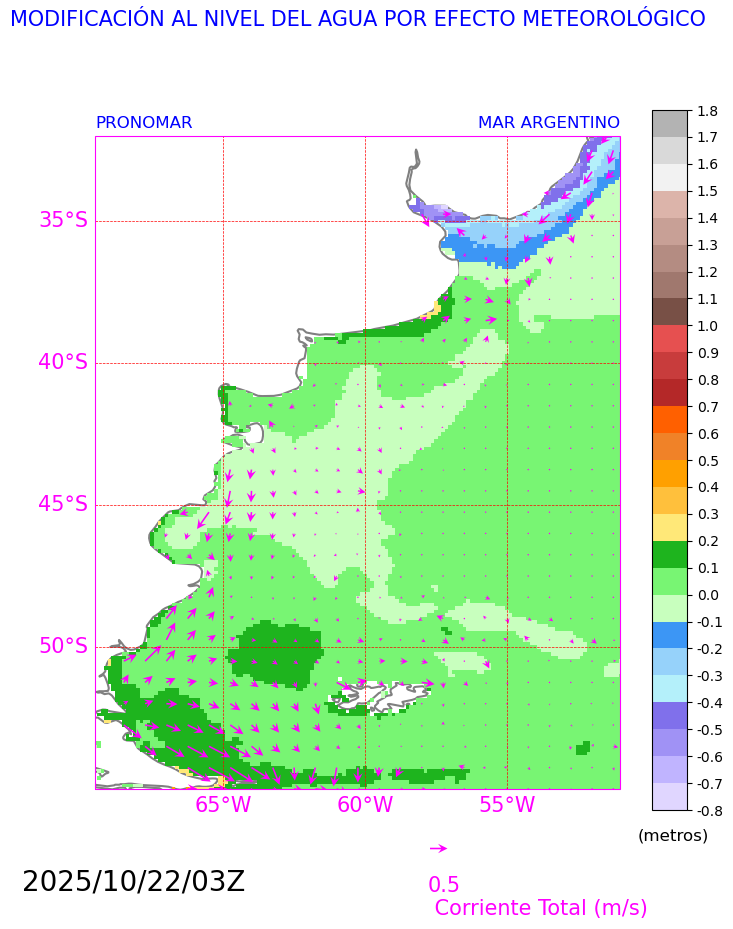 MODIFICACIÓN AL NIVEL DEL AGUA POR EFECTO METEOROLÓGICO
PRONOMAR MAR ARGENTINO
35°S
40°S
45°S
50°S
65°W 60°W 55°W
1.8
1.7
1.6
1.5
1.4
1.3
1.2
1.1
1.0
0.9
0.8
0.7
0.6
0.5
0.4
0.3
0.2
0.1
0.0
-0.1
-0.2
-0.3
-0.4
-0.5
-0.6
-0.7
-0.8
(metros)
2025/10/22/03Z
0.5
Corriente Total (m/s)